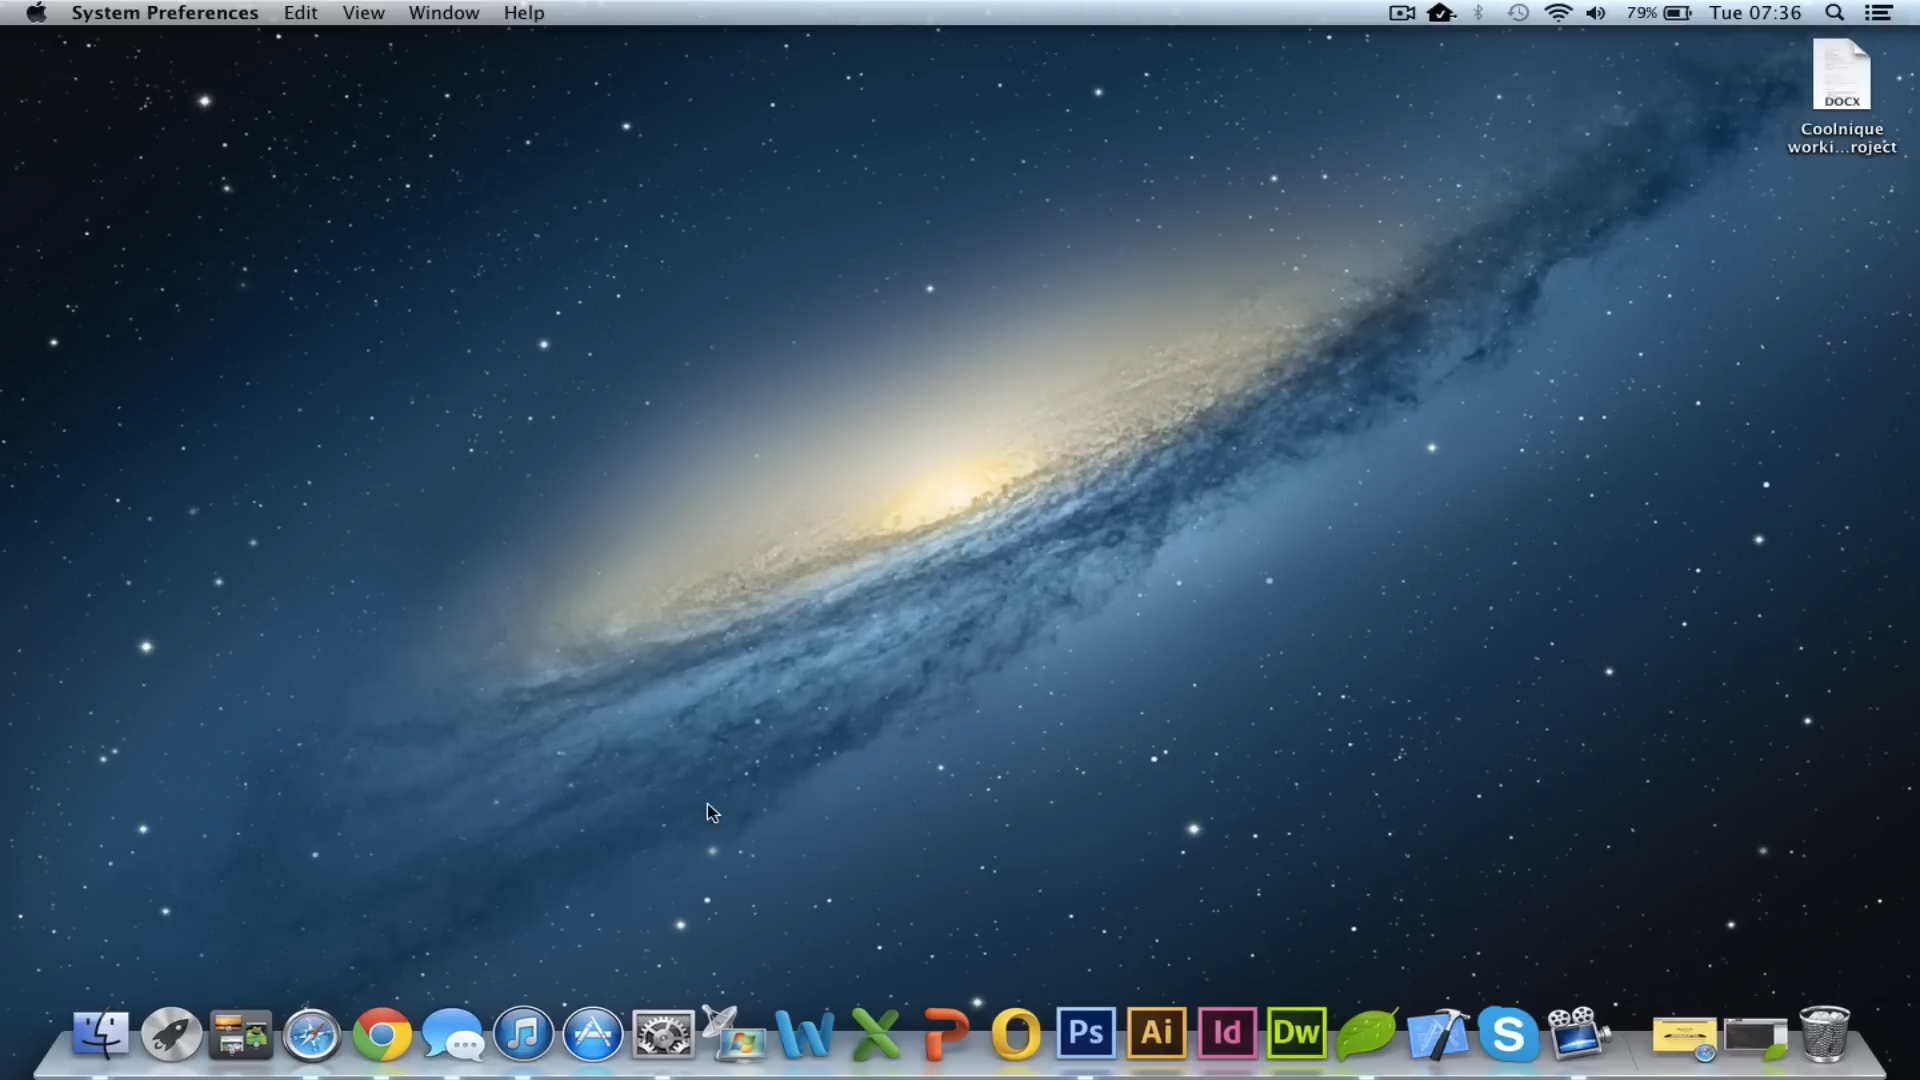 System Preferences Edit View Window Help 79% Tue 07:36
DOCX
Coolnique
worki...roject
W X P O Ps Ai Id Dw S